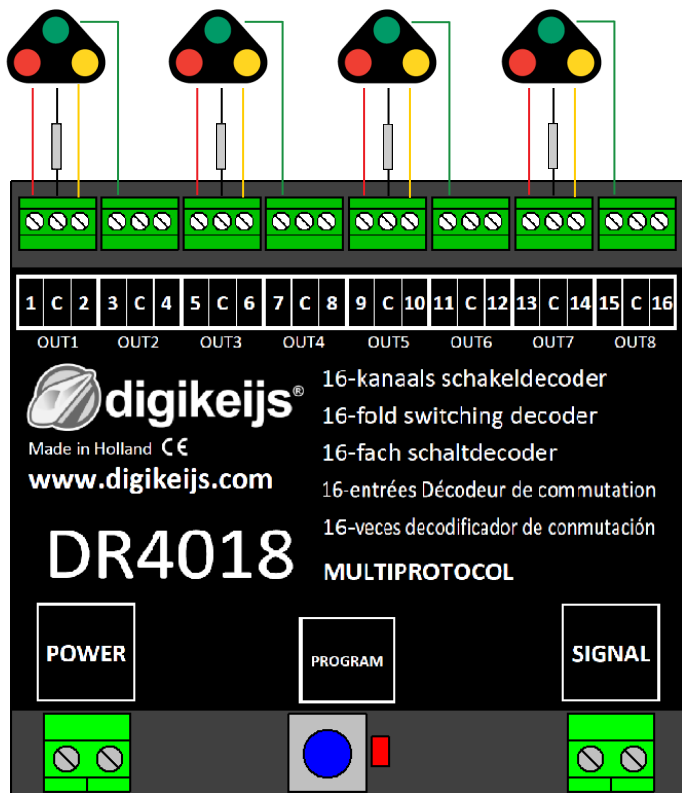 1 C 2 3 C 4 5 C 6 7 C 8 9 C 10 11 C 12 13 C 14 15 C 16
OUT1 OUT2 OUT3 OUT4 OUT5 OUT6 OUT7 OUT8
digikeijs®
Made in Holland CE
www.digikeijs.com
16-kanaals schakeldecoder
16-fold switching decoder
16-fach schaltdecoder
16-entrées Décodeur de commutation
16-veces decodificador de conmutación
DR4018
MULTIPROTOCOL
POWER
PROGRAM
SIGNAL